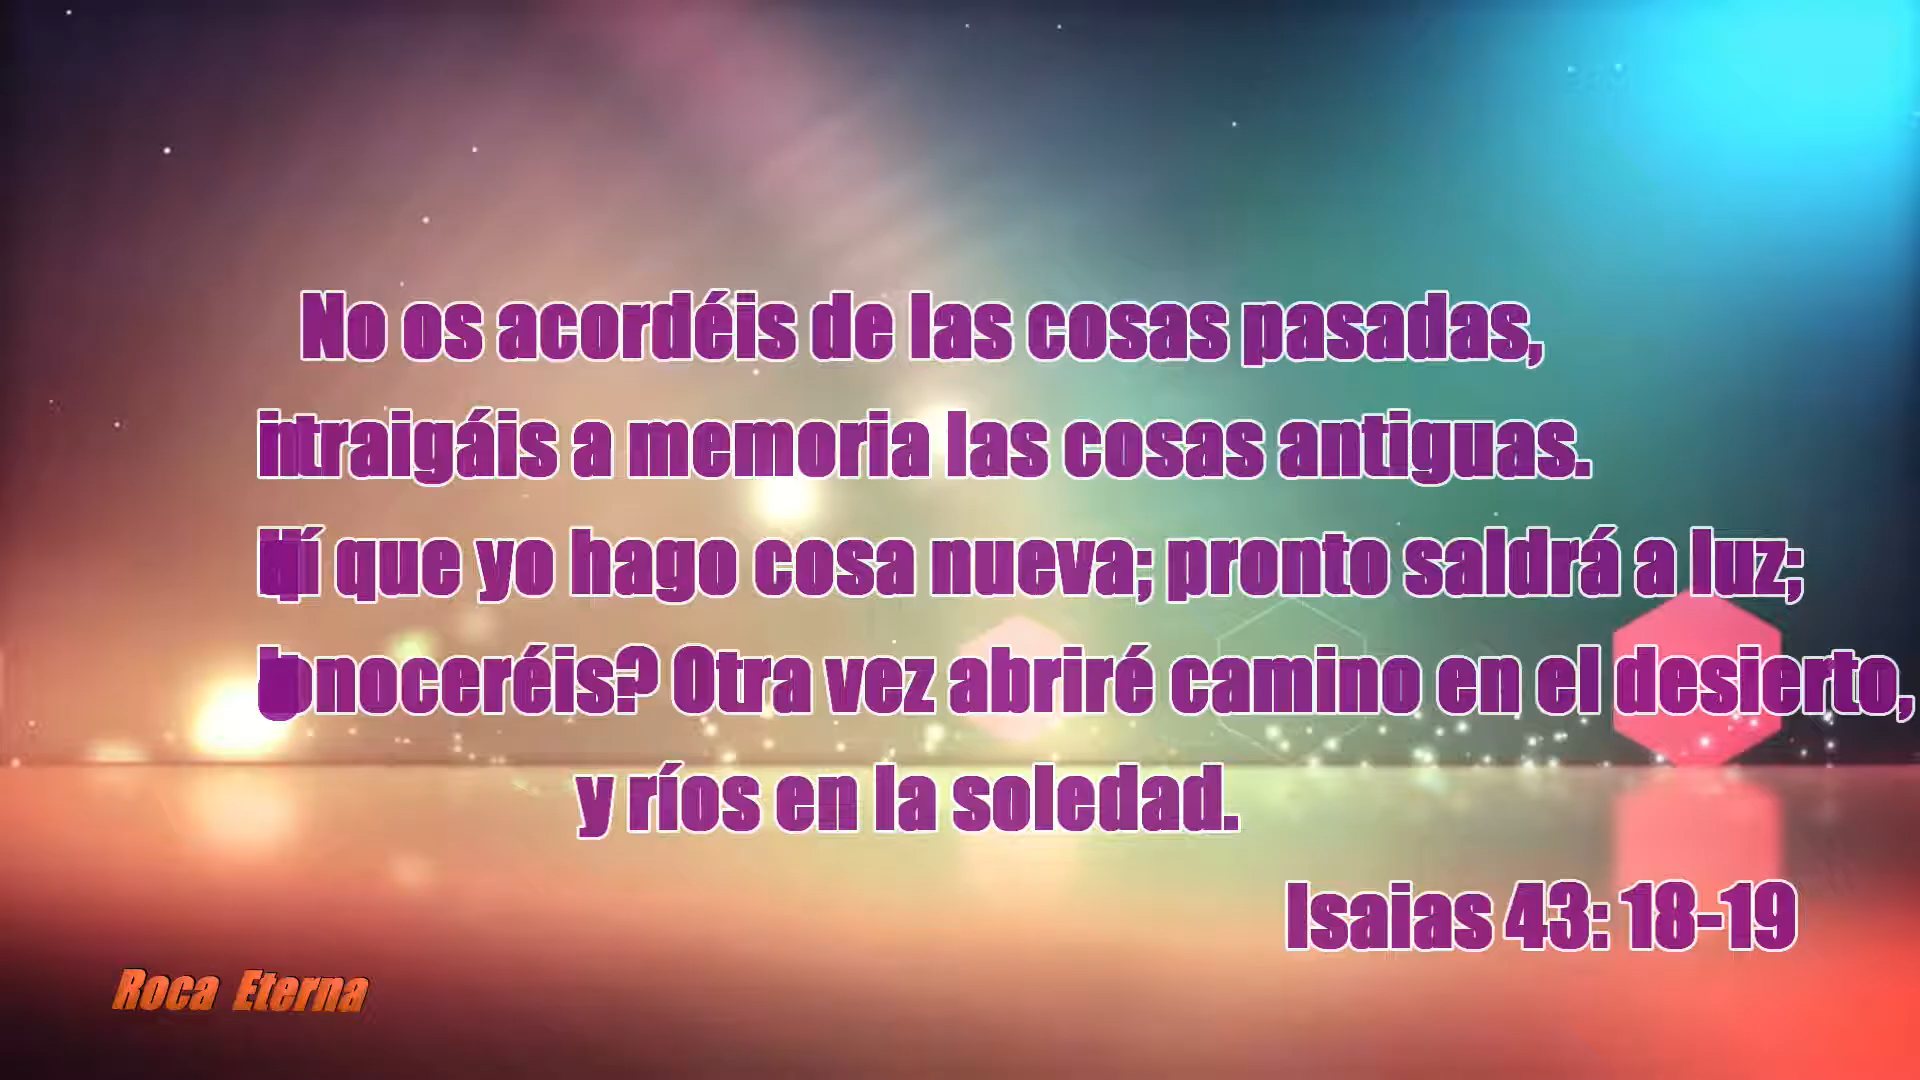 No os acordéis de las cosas pasadas,
traigáis a memoria las cosas antiguas.
que yo hago cosa nueva; pronto saldrá a luz;
Otra vez abriré camino en el desierto,
y ríos en la soledad.
Isaias 43: 18-19
Roca Eterna